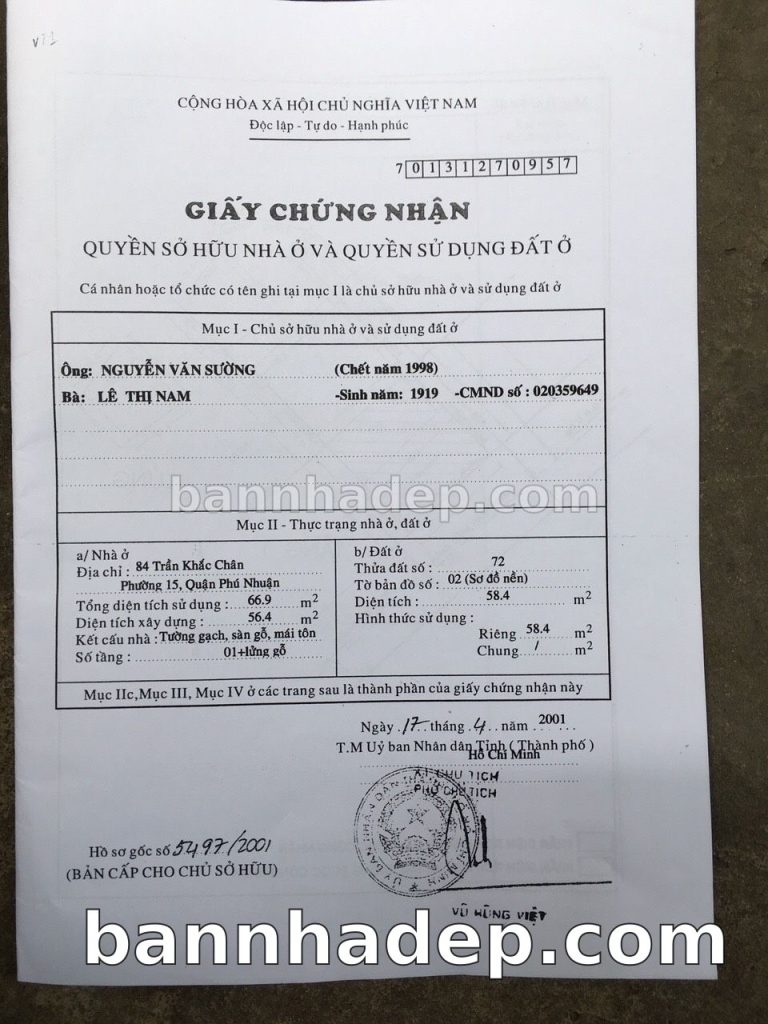 CỘNG HÒA XÃ HỘI CHỦ NGHĨA VIỆT NAM
Độc lập - Tự do - Hạnh phúc
7 0 1 3 1 2 7 0 9 5 7
GIẤY CHỨNG NHẬN
QUYỀN SỞ HỮU NHÀ Ở VÀ QUYỀN SỬ DỤNG ĐẤT Ở
Cá nhân hoặc tổ chức có tên ghi tại mục I là chủ sở hữu nhà ở và sử dụng đất ở
Mục I - Chủ sở hữu nhà ở và sử dụng đất ở
Ông: NGUYỄN VĂN SƯỜNG (Chết năm 1998)
Bà: LÊ THỊ NAM -Sinh năm: 1919 -CMND số : 020359649
bannhadep.com
Mục II - Thực trạng nhà ở, đất ở
a/ Nhà ở
Địa chỉ : 84 Trần Khắc Chân
Phường 15, Quận Phú Nhuận
Tổng diện tích sử dụng : 66.9 m2
Diện tích xây dựng : 56.4 m2
Kết cấu nhà : Tường gạch, sàn gỗ, mái tôn
Số tầng : 01+lửng gỗ
b/ Đất ở
Thửa đất số : 72
Tờ bản đồ số : 02 (Sơ đồ nền)
Diện tích : 58.4 m2
Hình thức sử dụng :
Riêng 58.4 m2
Chung / m2
Mục IIc,Mục III, Mục IV ở các trang sau là thành phần của giấy chứng nhận này
Ngày 17 tháng 4 năm 2001
T.M Uỷ ban Nhân dân Tỉnh ( Thành phố )
Hồ Chí Minh
CHỦ TỊCH
PHÓ CHỦ TỊCH
Hồ sơ gốc số 5497/2001
(BẢN CẤP CHO CHỦ SỞ HỮU)
VŨ HÙNG VIỆT
bannhadep.com